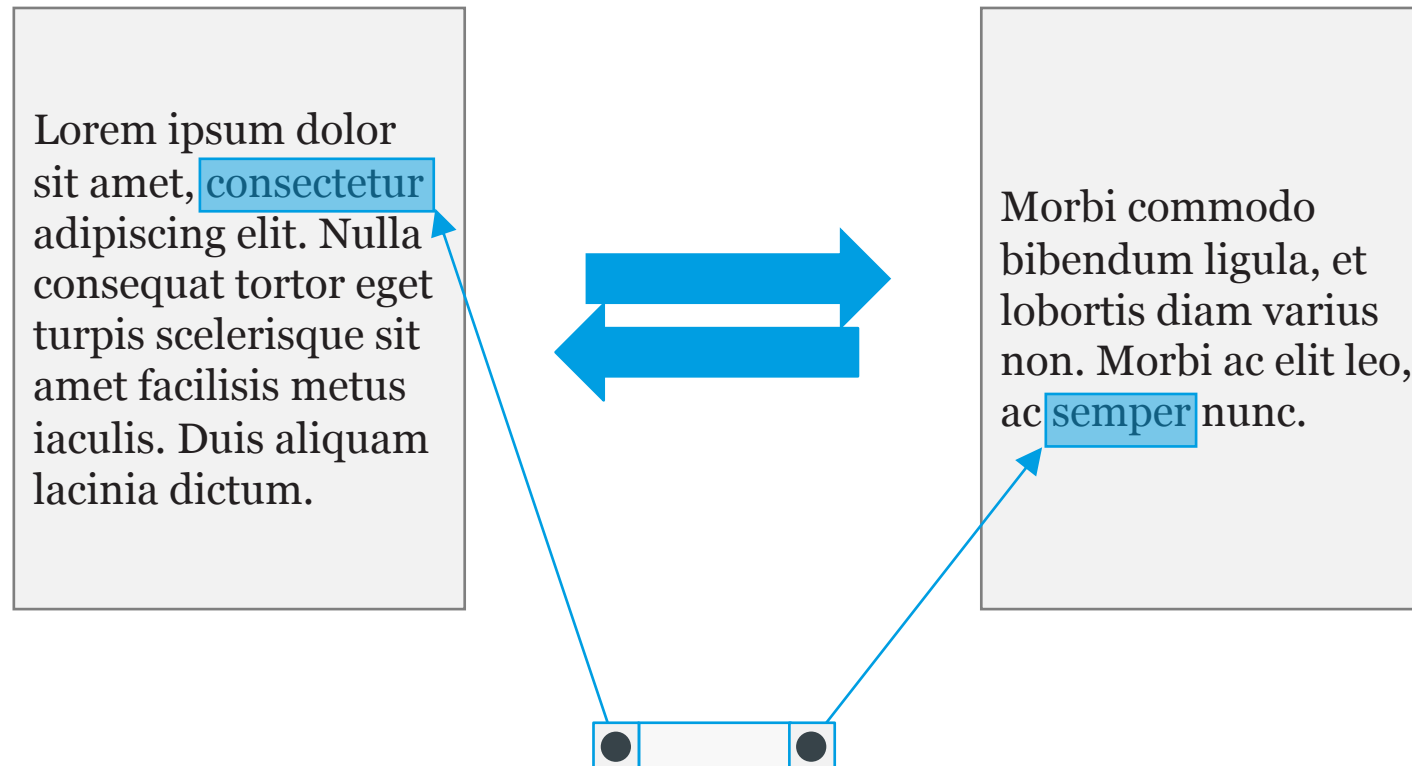 Lorem ipsum dolor
sit amet, consectetur
adipiscing elit. Nulla
consequat tortor eget
turpis scelerisque sit
amet facilisis metus
iaculis. Duis aliquam
lacinia dictum.
Morbi commodo
bibendum ligula, et
lobortis diam varius
non. Morbi ac elit leo,
ac semper nunc.